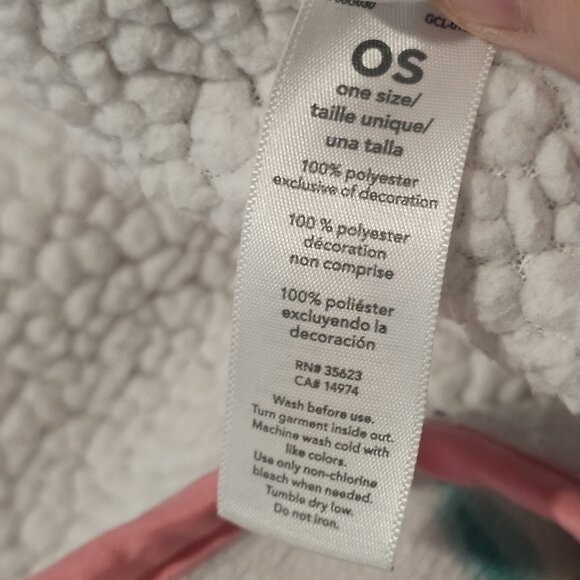 OS
one size/
taille unique/
una talla
100% polyester
exclusive of decoration
100 % polyester
décoration
non comprise
100% poliéster
excluyendo la
decoración
RN# 35623
CA# 14974
Wash before use.
Turn garment inside out.
Machine wash cold with
like colors.
Use only non-chlorine
bleach when needed.
Tumble dry low.
Do not iron.